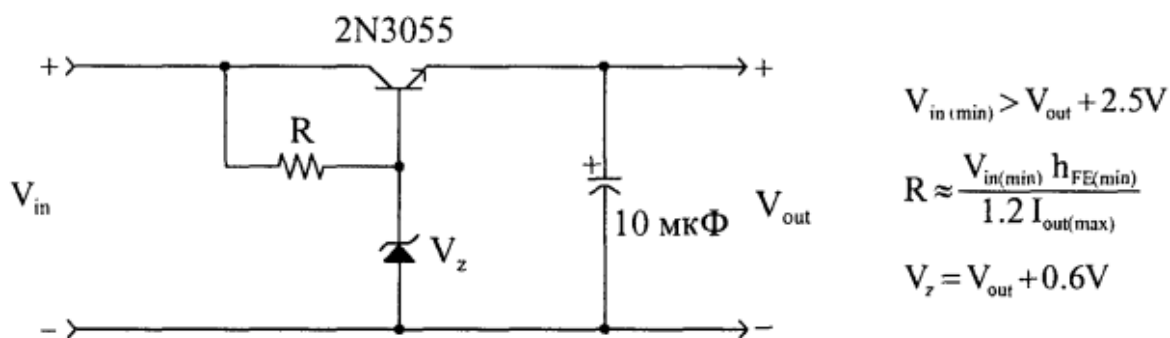 2N3055
+
+
R
V_in
V_z
+
10 мкФ
V_out
−
−
V_in(min) > V_out + 2.5V
R ≈ V_in(min) h_FE(min) / 1.2 I_out(max)
V_z = V_out + 0.6V